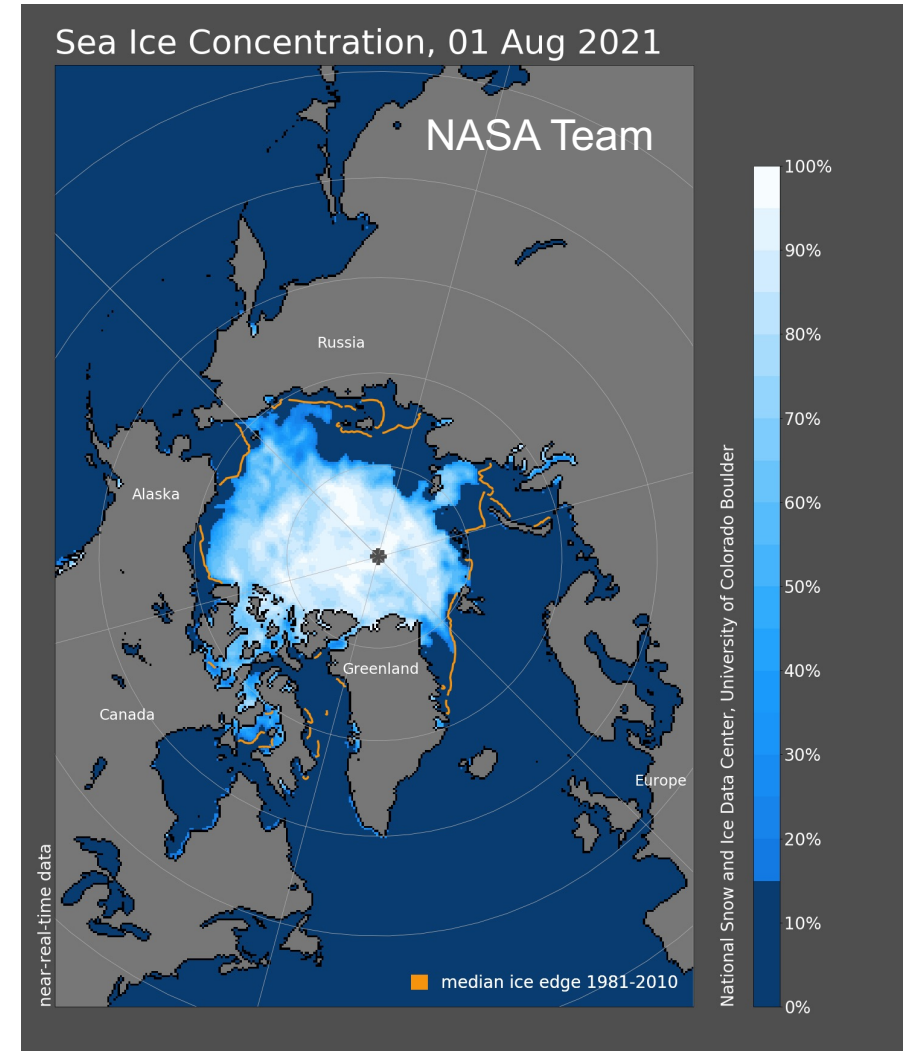 Sea Ice Concentration, 01 Aug 2021
NASA Team
100%
90%
80%
70%
60%
50%
40%
30%
20%
10%
0%
Russia
Alaska
Greenland
Canada
Europe
National Snow and Ice Data Center, University of Colorado Boulder
near-real-time data
median ice edge 1981-2010